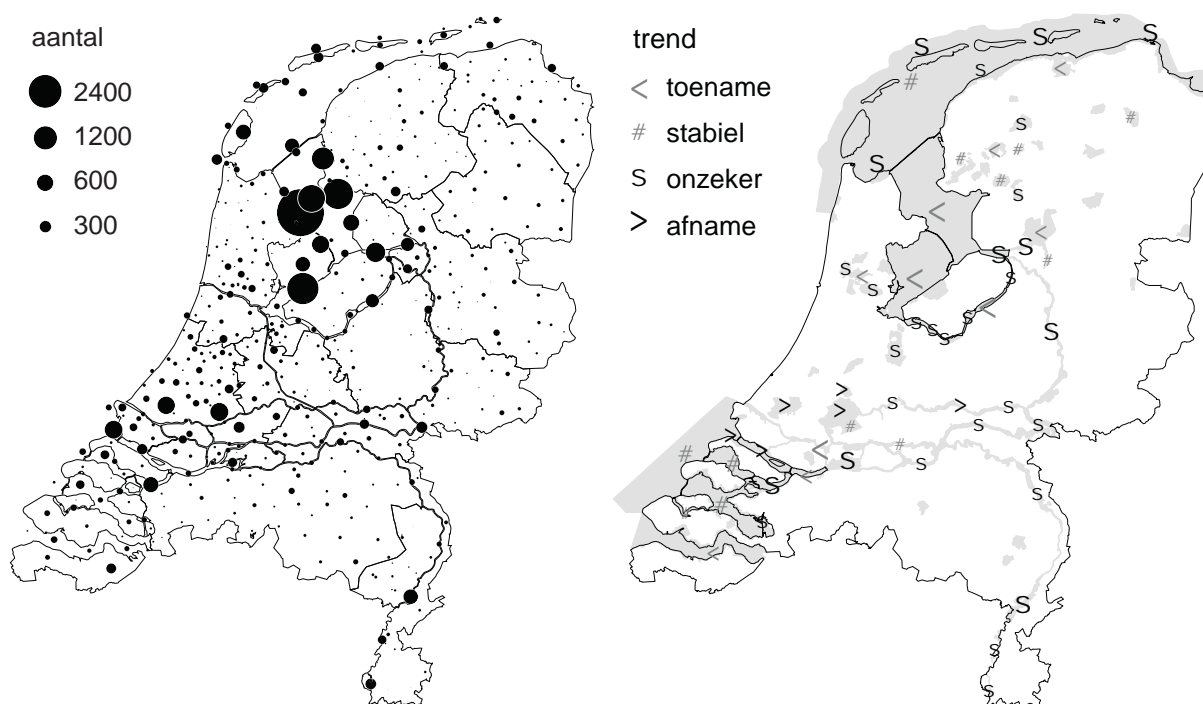 aantal
2400
1200
600
300
trend
< toename
# stabiel
S onzeker
> afname